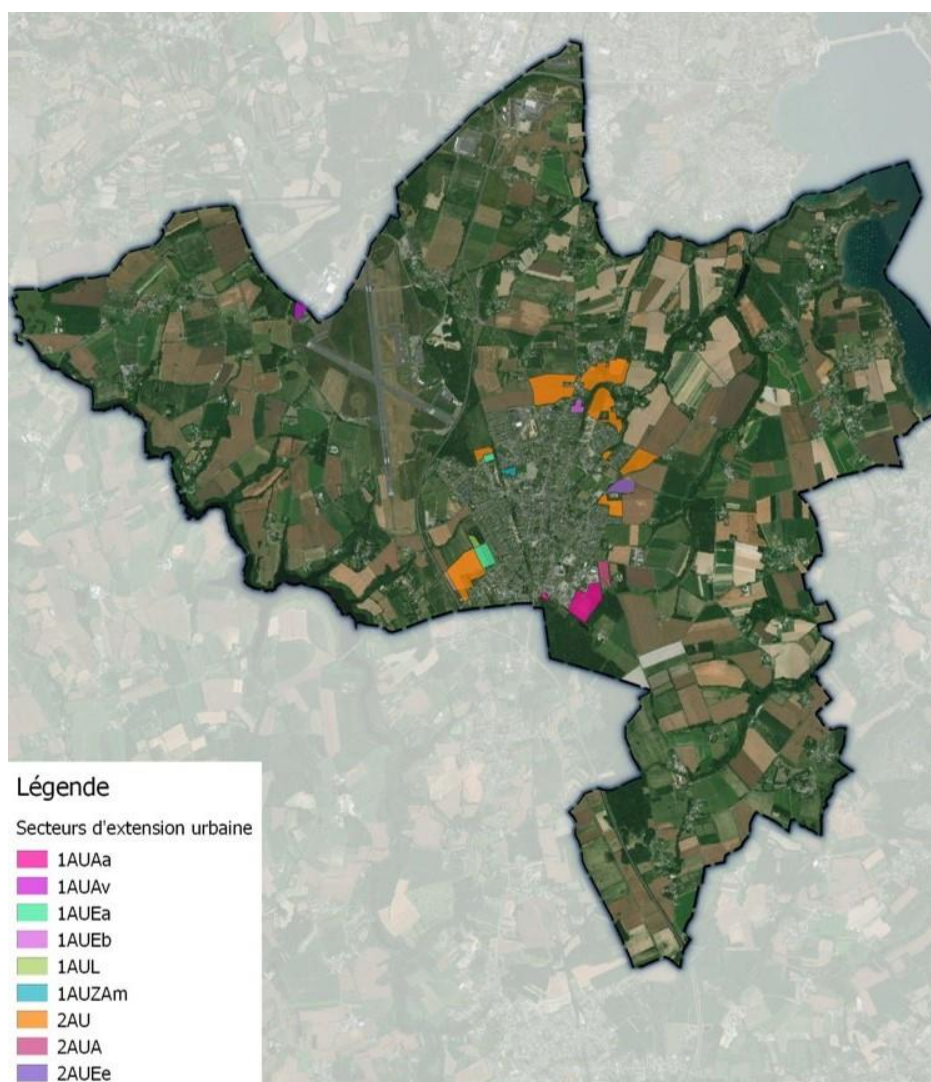 Légende
Secteurs d'extension urbaine
1AUAa
1AUAv
1AUEa
1AUEb
1AUL
1AUZAm
2AU
2AUA
2AUEe